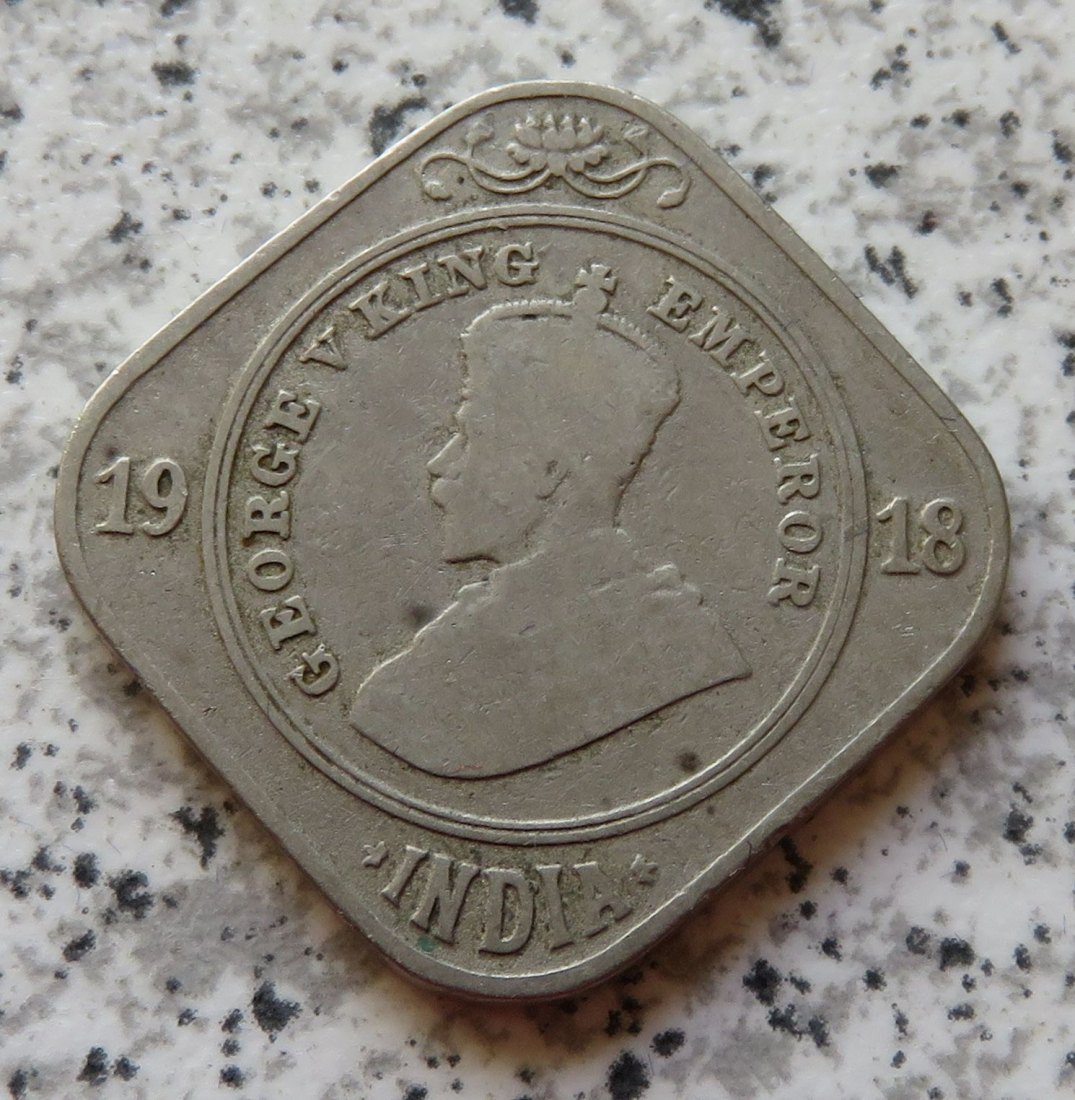 GEORGE V KING EMPEROR
19 18
INDIA